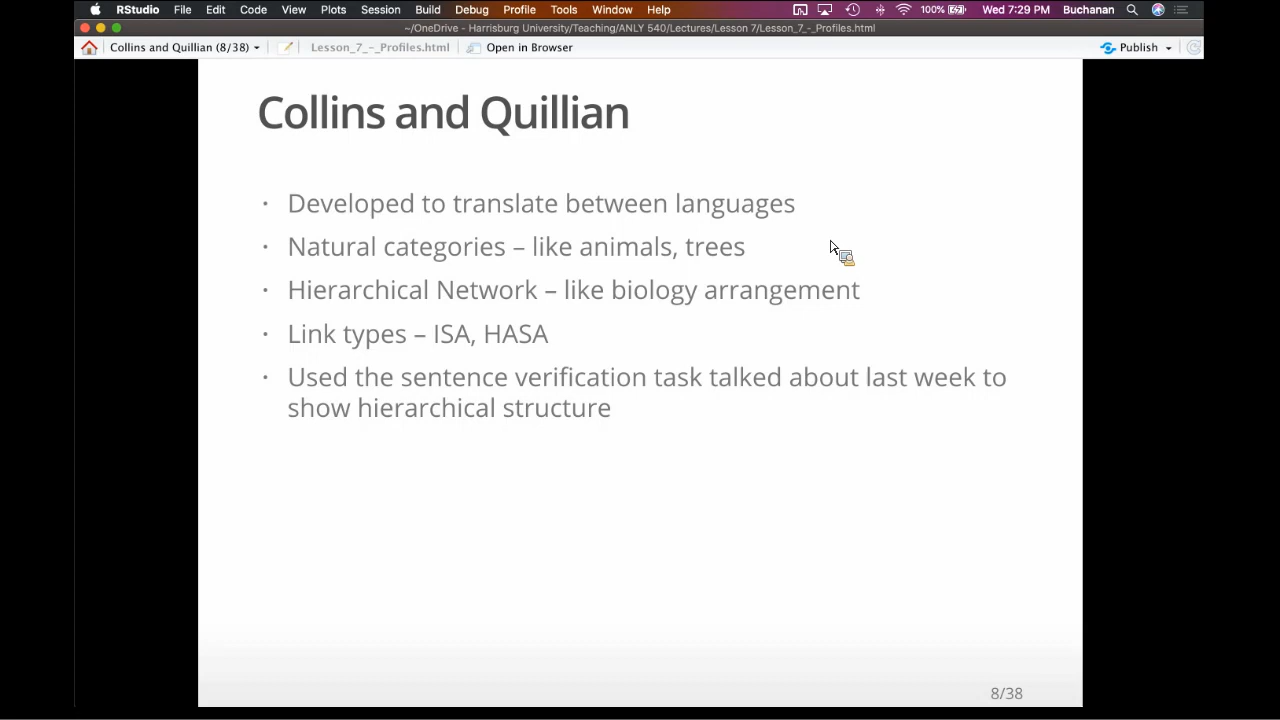 RStudio File Edit Code View Plots Session Build Debug Profile Tools Window Help 100% Wed 7:29 PM Buchanan
~/OneDrive - Harrisburg University/Teaching/ANLY 540/Lectures/Lesson 7/Lesson_7_-_Profiles.html
Collins and Quillian (8/38) Lesson_7_-_Profiles.html Open in Browser Publish
Collins and Quillian
· Developed to translate between languages
· Natural categories – like animals, trees
· Hierarchical Network – like biology arrangement
· Link types – ISA, HASA
· Used the sentence verification task talked about last week to
show hierarchical structure
8/38